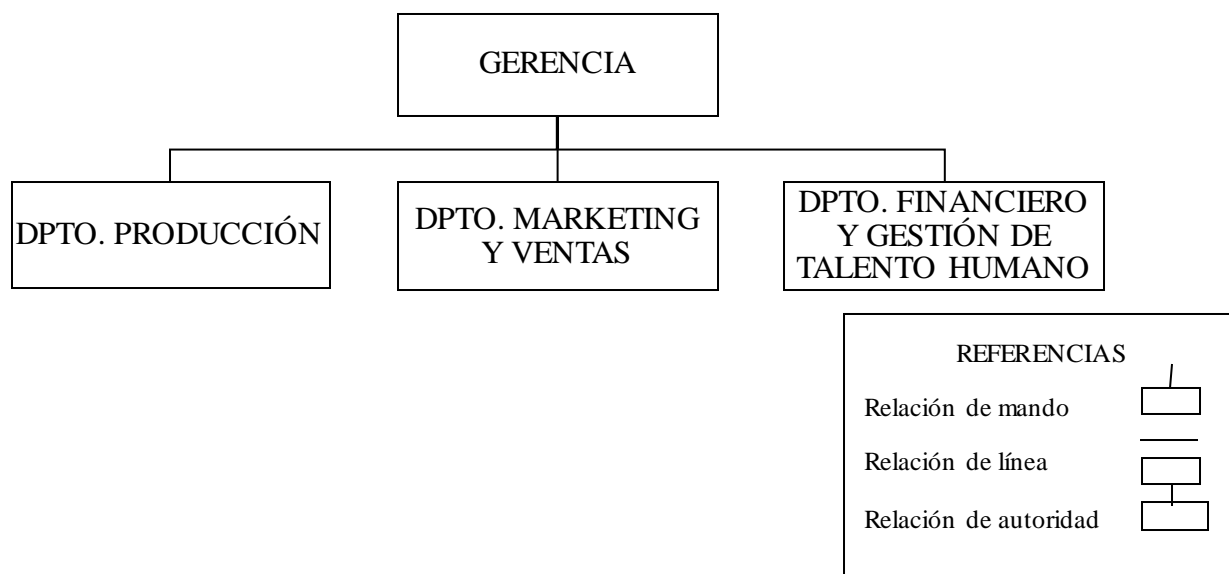 GERENCIA
DPTO. PRODUCCIÓN
DPTO. MARKETING
Y VENTAS
DPTO. FINANCIERO
Y GESTIÓN DE
TALENTO HUMANO
REFERENCIAS
Relación de mando
Relación de línea
Relación de autoridad